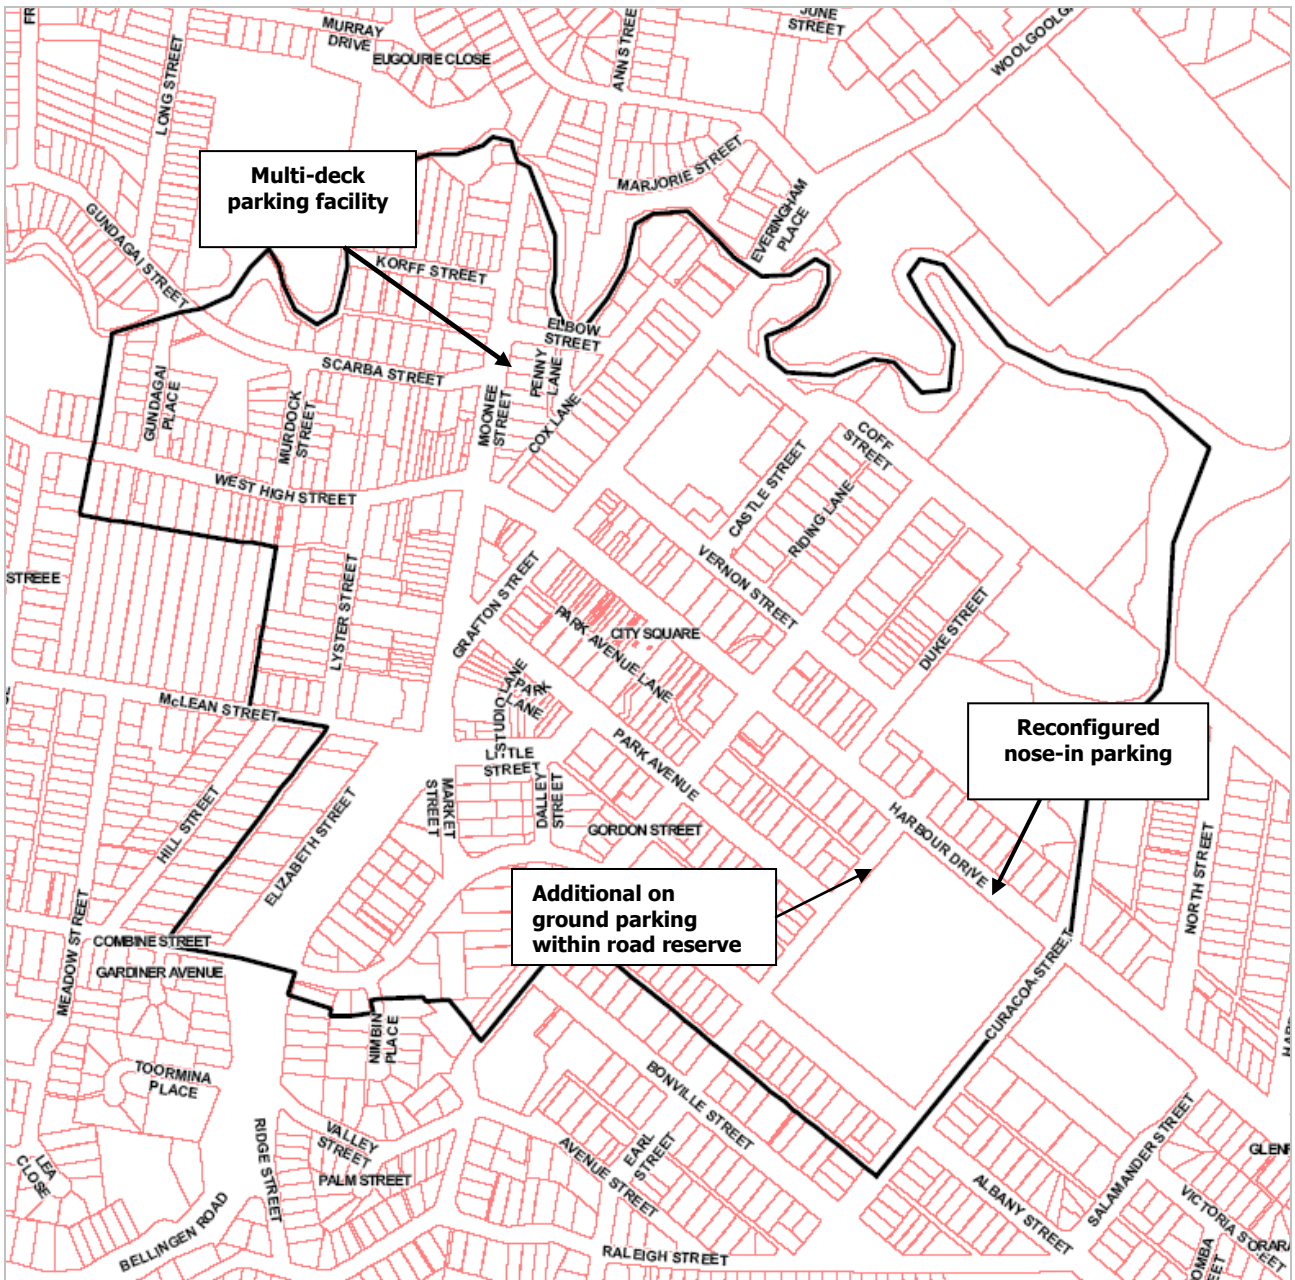 FR
MURRAY
DRIVE
EUGOURIE CLOSE
LONG STREET
JUNE
STREET
WOOLGOOLG
MARJORIE STREET
EVERINGHAM
PLACE
Multi-deck
parking facility
GUNDAGAI STREET
KORFF STREET
ELBOW
STREET
PENNY
LANE
SCARBA STREET
MOONEE
STREET
COX LANE
GUNDAGAI
PLACE
MURDOCK
STREET
WEST HIGH STREET
COFF
STREET
CASTLE STREET
RIDING LANE
VERNON STREET
DUKE STREET
LYSTER STREET
GRAFTON STREET
CITY SQUARE
PARK AVENUE LANE
PARK
LANE
STUDIO LANE
McLEAN STREET
LITTLE
STREET
PARK AVENUE
MARKET
STREET
DALLEY
STREET
GORDON STREET
Reconfigured
nose-in parking
HARBOUR DRIVE
NORTH STREET
HILL STREET
ELIZABETH STREET
Additional on
ground parking
within road reserve
COMBINE STREET
GARDINER AVENUE
MEADOW STREET
CURACOA STREET
NIMBIN
PLACE
TOORMINA
PLACE
BONVILLE STREET
EARL
STREET
AVENUE STREET
VALLEY
STREET
PALM STREET
RIDGE STREET
LEA
CLOSE
BELLINGEN ROAD
RALEIGH STREET
ALBANY STREET
SALAMANDER STREET
VICTORIA STREET